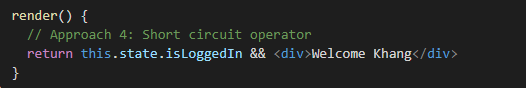 render() {
  // Approach 4: Short circuit operator
  return this.state.isLoggedIn && <div>Welcome Khang</div>
}